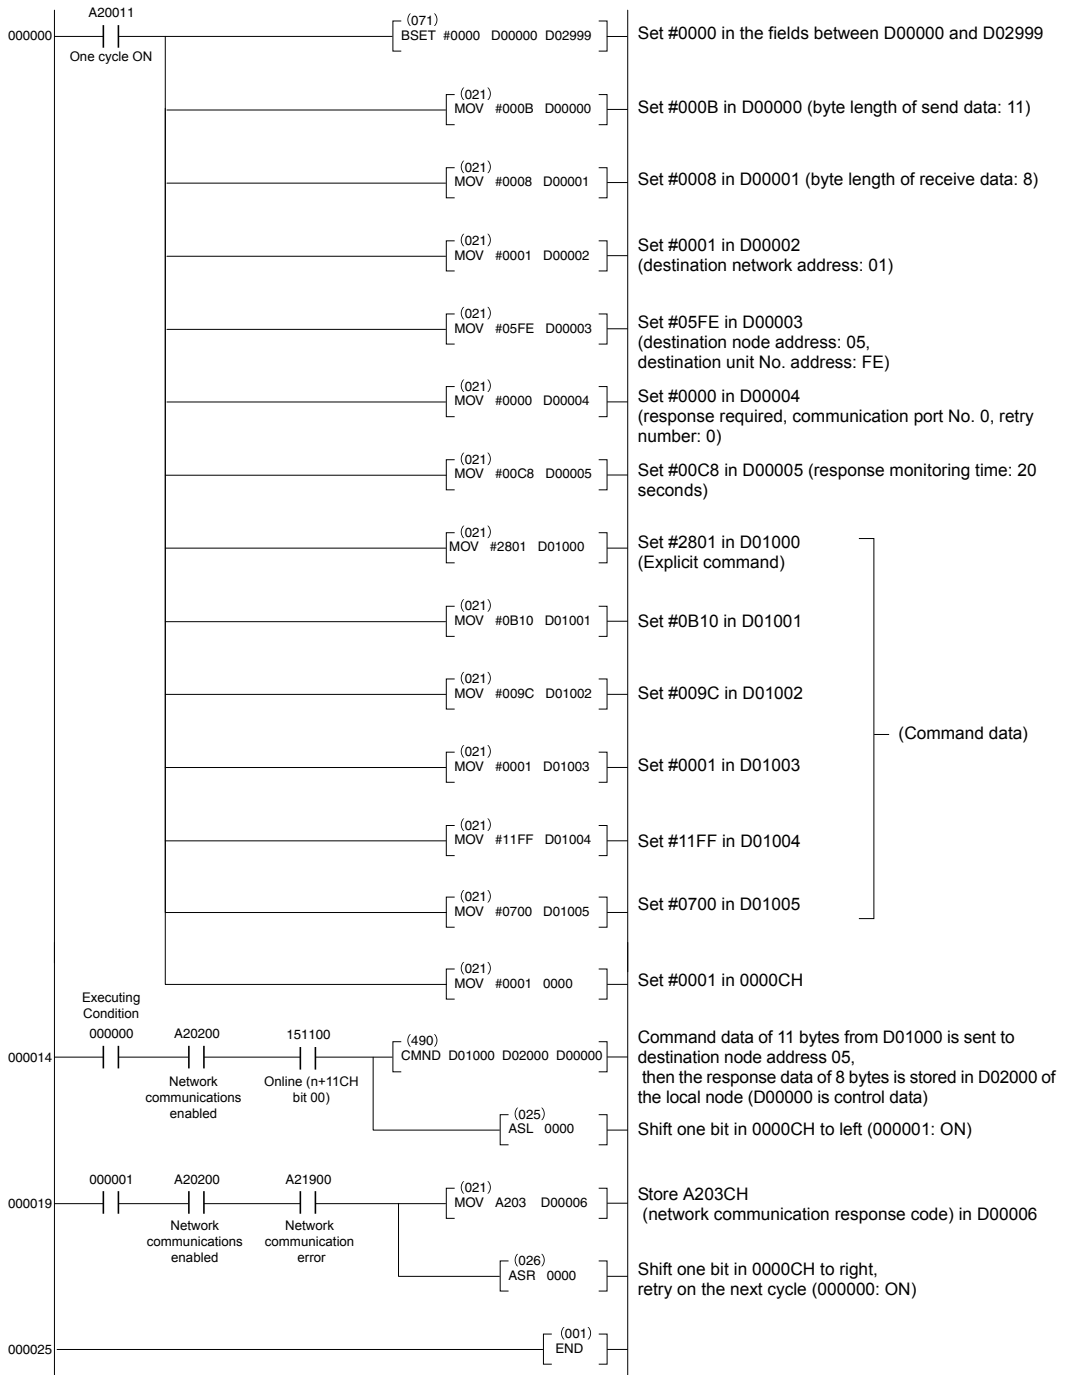 A20011
000000
One cycle ON
(071)
BSET #0000 D00000 D02999
Set #0000 in the fields between D00000 and D02999
(021)
MOV #000B D00000
Set #000B in D00000 (byte length of send data: 11)
(021)
MOV #0008 D00001
Set #0008 in D00001 (byte length of receive data: 8)
(021)
MOV #0001 D00002
Set #0001 in D00002
(destination network address: 01)
(021)
MOV #05FE D00003
Set #05FE in D00003
(destination node address: 05,
destination unit No. address: FE)
(021)
MOV #0000 D00004
Set #0000 in D00004
(response required, communication port No. 0, retry
number: 0)
(021)
MOV #00C8 D00005
Set #00C8 in D00005 (response monitoring time: 20
seconds)
(021)
MOV #2801 D01000
Set #2801 in D01000
(Explicit command)
(021)
MOV #0B10 D01001
Set #0B10 in D01001
(021)
MOV #009C D01002
Set #009C in D01002
(Command data)
(021)
MOV #0001 D01003
Set #0001 in D01003
(021)
MOV #11FF D01004
Set #11FF in D01004
(021)
MOV #0700 D01005
Set #0700 in D01005
(021)
MOV #0001 0000
Set #0001 in 0000CH
Executing
Condition
000000 A20200 151100
000014
Network
communications
enabled
Online (n+11CH
bit 00)
(490)
CMND D01000 D02000 D00000
Command data of 11 bytes from D01000 is sent to
destination node address 05,
then the response data of 8 bytes is stored in D02000 of
the local node (D00000 is control data)
(025)
ASL 0000
Shift one bit in 0000CH to left (000001: ON)
000001 A20200 A21900
000019
Network
communications
enabled
Network
communication
error
(021)
MOV A203 D00006
Store A203CH
(network communication response code) in D00006
(026)
ASR 0000
Shift one bit in 0000CH to right,
retry on the next cycle (000000: ON)
000025
(001)
END